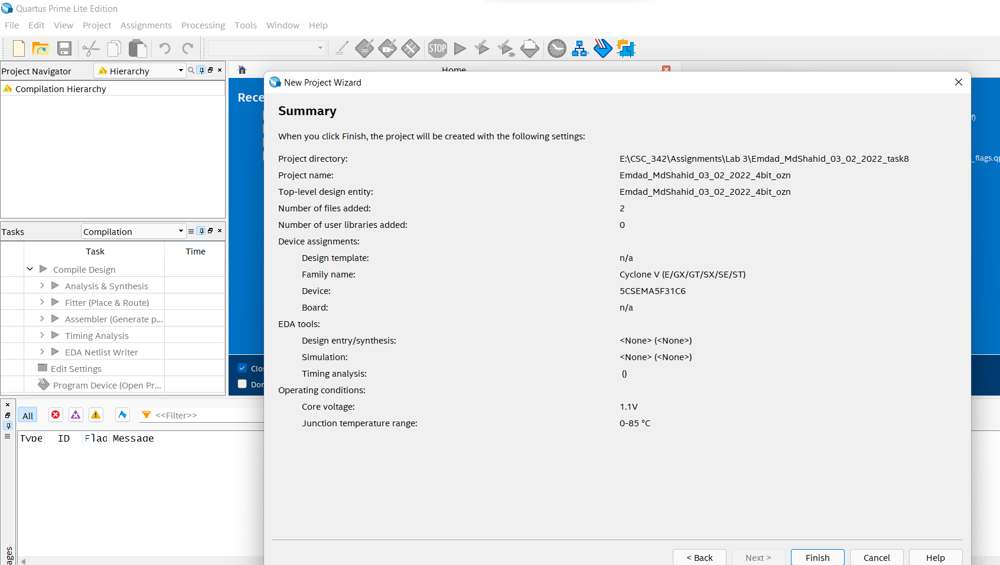 Quartus Prime Lite Edition
File Edit View Project Assignments Processing Tools Window Help
STOP
Project Navigator Hierarchy
Compilation Hierarchy
Home
Rece
f)
_flags.qp
Tasks Compilation
Task Time
Compile Design
Analysis & Synthesis
Fitter (Place & Route)
Assembler (Generate p...
Timing Analysis
EDA Netlist Writer
Edit Settings
Program Device (Open Pr...
Clos
Don
New Project Wizard
Summary
When you click Finish, the project will be created with the following settings:
Project directory: E:\CSC_342\Assignments\Lab 3\Emdad_MdShahid_03_02_2022_task8
Project name: Emdad_MdShahid_03_02_2022_4bit_ozn
Top-level design entity: Emdad_MdShahid_03_02_2022_4bit_ozn
Number of files added: 2
Number of user libraries added: 0
Device assignments:
Design template: n/a
Family name: Cyclone V (E/GX/GT/SX/SE/ST)
Device: 5CSEMA5F31C6
Board: n/a
EDA tools:
Design entry/synthesis: <None> (<None>)
Simulation: <None> (<None>)
Timing analysis: ()
Operating conditions:
Core voltage: 1.1V
Junction temperature range: 0-85 °C
< Back Next > Finish Cancel Help
All <<Filter>>
Type ID Flag Message
ages